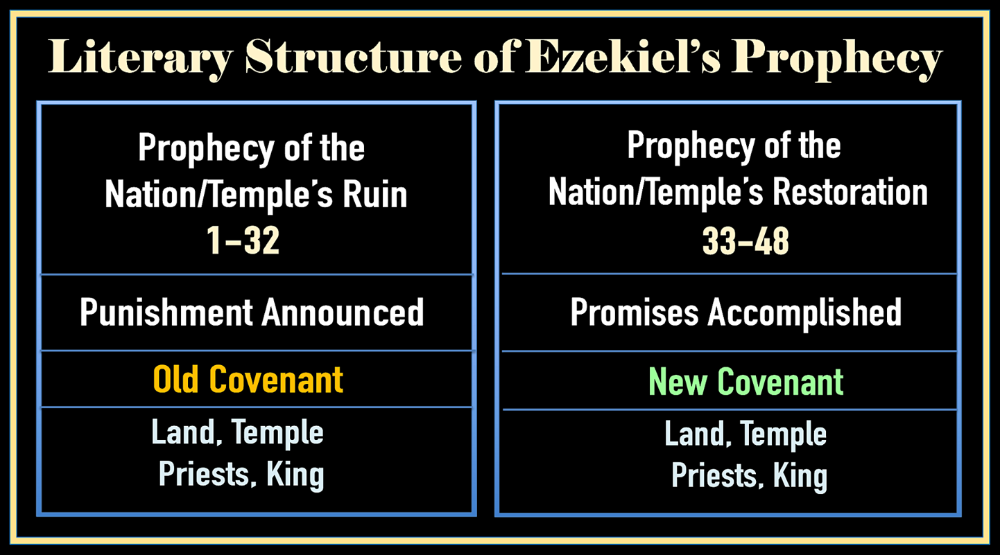 Literary Structure of Ezekiel’s Prophecy
Prophecy of the
Nation/Temple’s Ruin
1–32
Punishment Announced
Old Covenant
Land, Temple
Priests, King
Prophecy of the
Nation/Temple’s Restoration
33–48
Promises Accomplished
New Covenant
Land, Temple
Priests, King